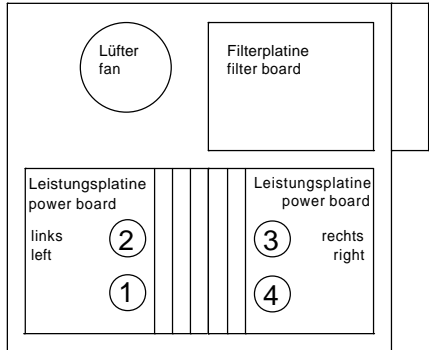 Lüfter
fan
Filterplatine
filter board
Leistungsplatine
power board
links
left
2
1
Leistungsplatine
power board
3
rechts
right
4